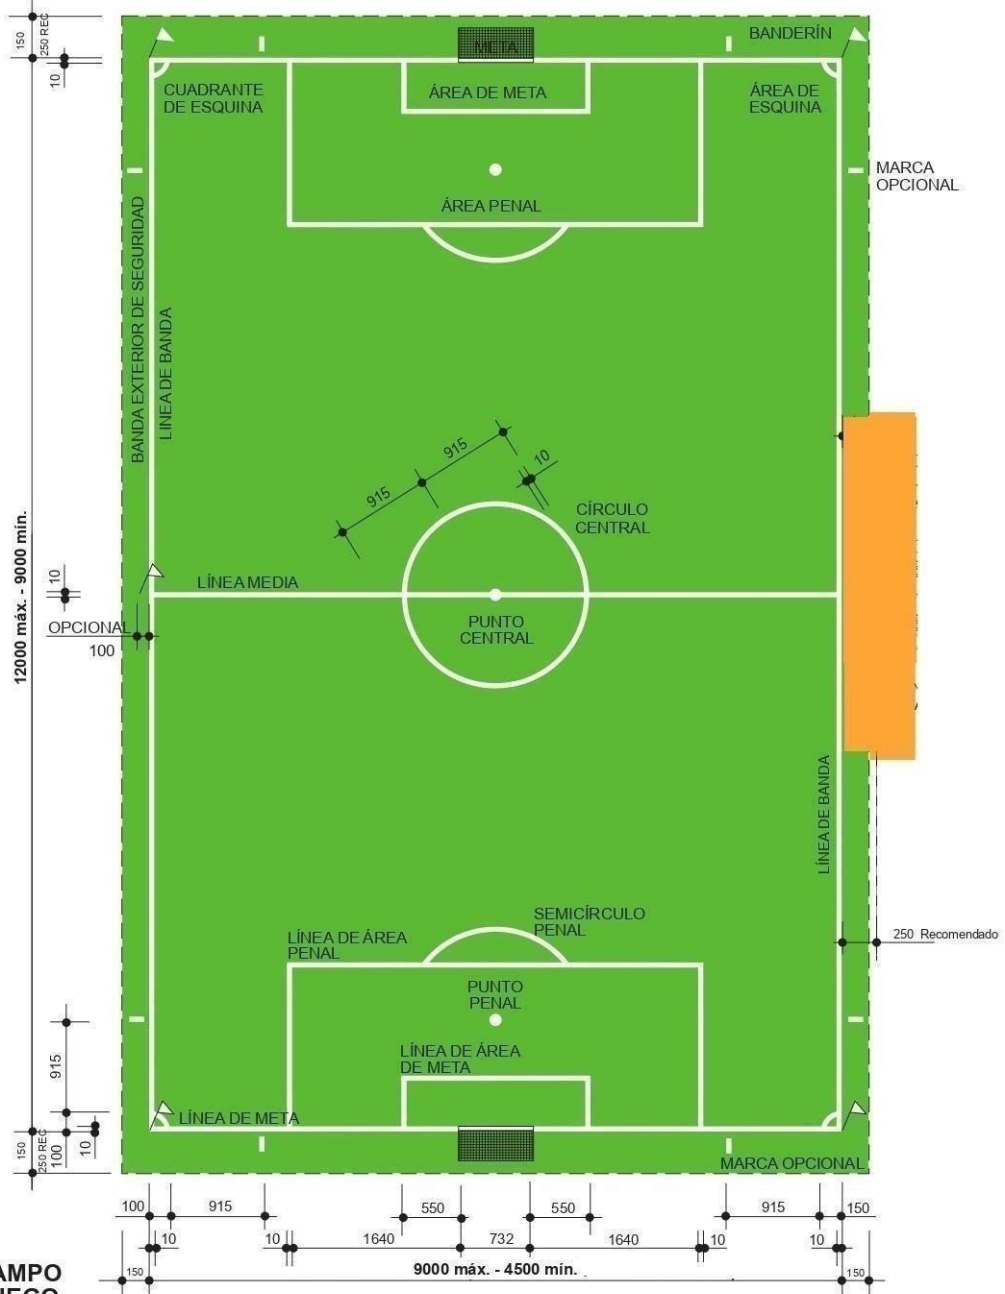 META
BANDERÍN
150
250 REC
10
CUADRANTE
DE ESQUINA
ÁREA DE META
ÁREA DE
ESQUINA
MARCA
OPCIONAL
ÁREA PENAL
BANDA EXTERIOR DE SEGURIDAD
LINEA DE BANDA
915
915
10
CÍRCULO
CENTRAL
12000 máx. - 9000 mín.
10
LÍNEA MEDIA
OPCIONAL
100
PUNTO
CENTRAL
LÍNEA DE BANDA
SEMICÍRCULO
PENAL
LÍNEA DE ÁREA
PENAL
250 Recomendado
PUNTO
PENAL
LÍNEA DE ÁREA
DE META
915
LÍNEA DE META
150
250 REC
100
10
MARCA OPCIONAL
100 915 550 550 915 150
10 10 1640 732 1640 10 10
150 9000 máx. - 4500 mín. 150
AMPO